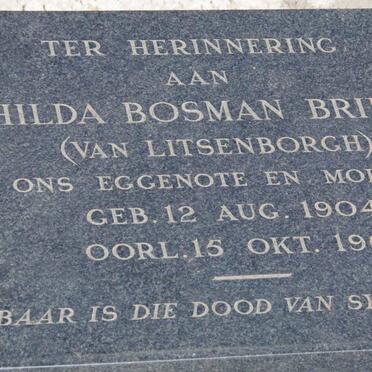 TER HERINNERING
AAN
HILDA BOSMAN
(VAN LITSENBORGH)
ONS EGGENOTE EN
GEB. 12 AUG. 1904
OORL. 15 OKT.
IS DIE DOOD VAN